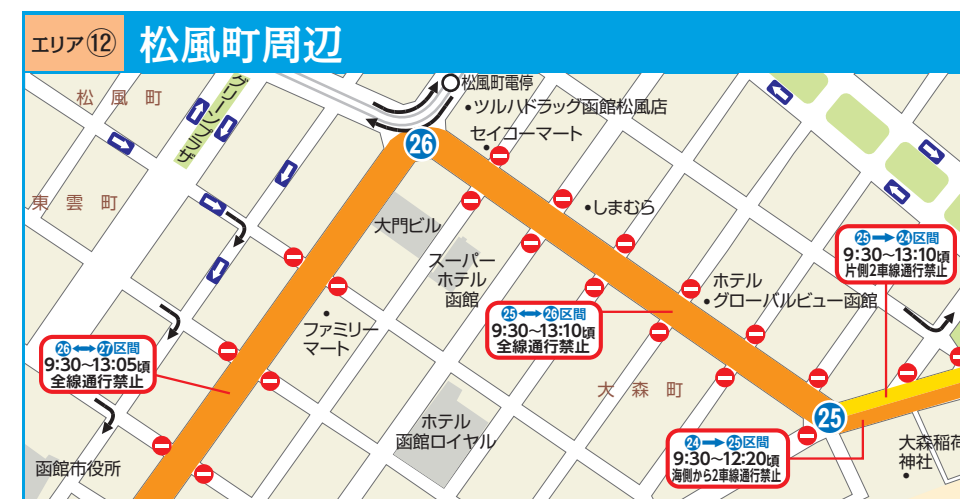 エリア⑫
松風町周辺
松風町電停
松風町
グリーンプラザ
ツルハドラッグ函館松風店
セイコーマート
26
東雲町
しまむら
大門ビル
スーパー
ホテル
函館
ホテル
グローバルビュー函館
25→24区間
9:30~13:10頃
片側2車線通行禁止
25↔26区間
9:30~13:10頃
全線通行禁止
ファミリー
マート
26↔27区間
9:30~13:05頃
全線通行禁止
大森町
ホテル
函館ロイヤル
25
24→25区間
9:30~12:20頃
海側から2車線通行禁止
大森稲荷
神社
函館市役所